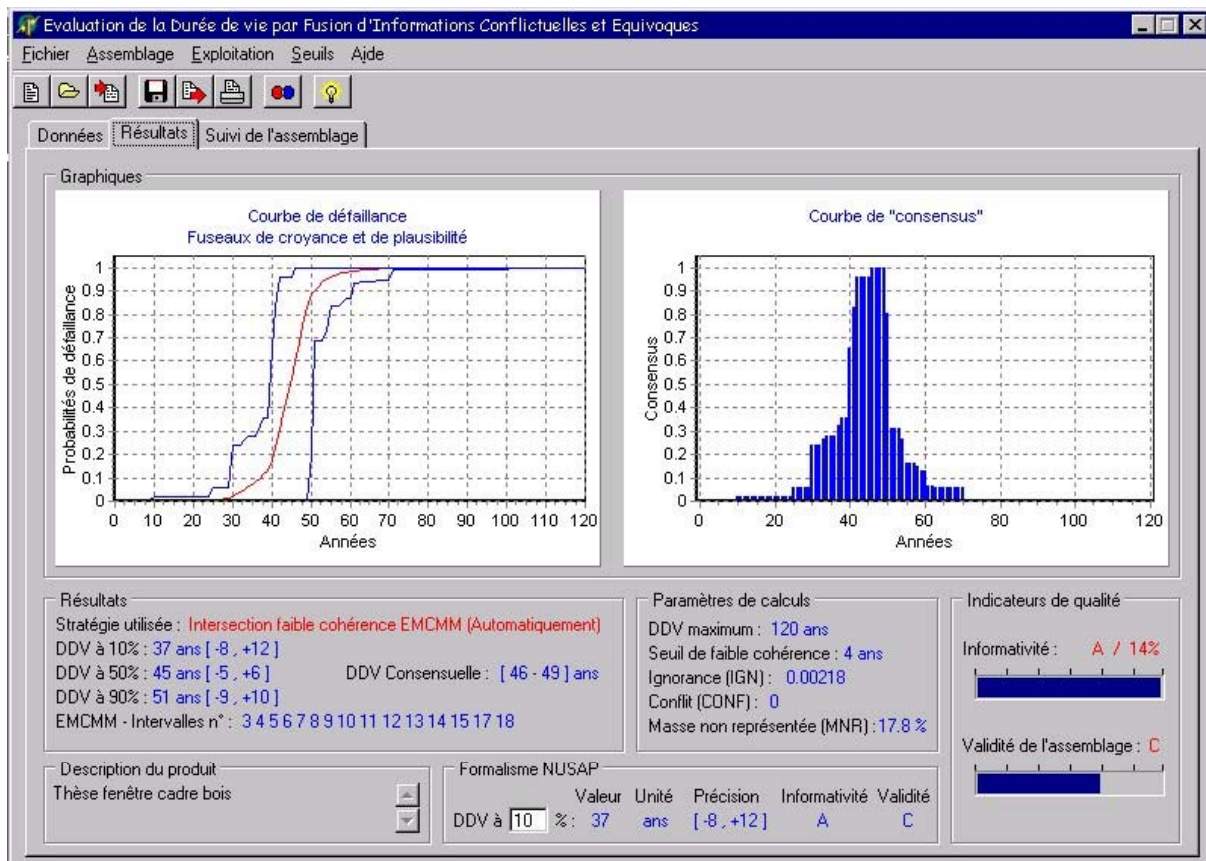 Evaluation de la Durée de vie par Fusion d'Informations Conflictuelles et Equivoques
Fichier Assemblage Exploitation Seuils Aide
Données Résultats Suivi de l'assemblage
Graphiques
Courbe de défaillance
Fuseaux de croyance et de plausibilité
Probabilités de défaillance
1
0.9
0.8
0.7
0.6
0.5
0.4
0.3
0.2
0.1
0
0 10 20 30 40 50 60 70 80 90 100 110 120
Années
Courbe de "consensus"
Consensus
1
0.9
0.8
0.7
0.6
0.5
0.4
0.3
0.2
0.1
0
0 20 40 60 80 100 120
Années
Résultats
Stratégie utilisée : Intersection faible cohérence EMCMM (Automatiquement)
DDV à 10% : 37 ans [ -8 , +12 ]
DDV à 50% : 45 ans [ -5 , +6 ] DDV Consensuelle : [ 46 - 49 ] ans
DDV à 90% : 51 ans [ -9 , +10 ]
EMCMM - Intervalles n° : 3 4 5 6 7 8 9 10 11 12 13 14 15 17 18
Paramètres de calculs
DDV maximum : 120 ans
Seuil de faible cohérence : 4 ans
Ignorance (IGN) : 0.00218
Conflit (CONF) : 0
Masse non représentée (MNR) : 17.8 %
Indicateurs de qualité
Informativité : A / 14%
Validité de l'assemblage : C
Description du produit
Thèse fenêtre cadre bois
Formalisme NUSAP
Valeur Unité Précision Informativité Validité
DDV à 10 % : 37 ans [ -8 , +12 ] A C